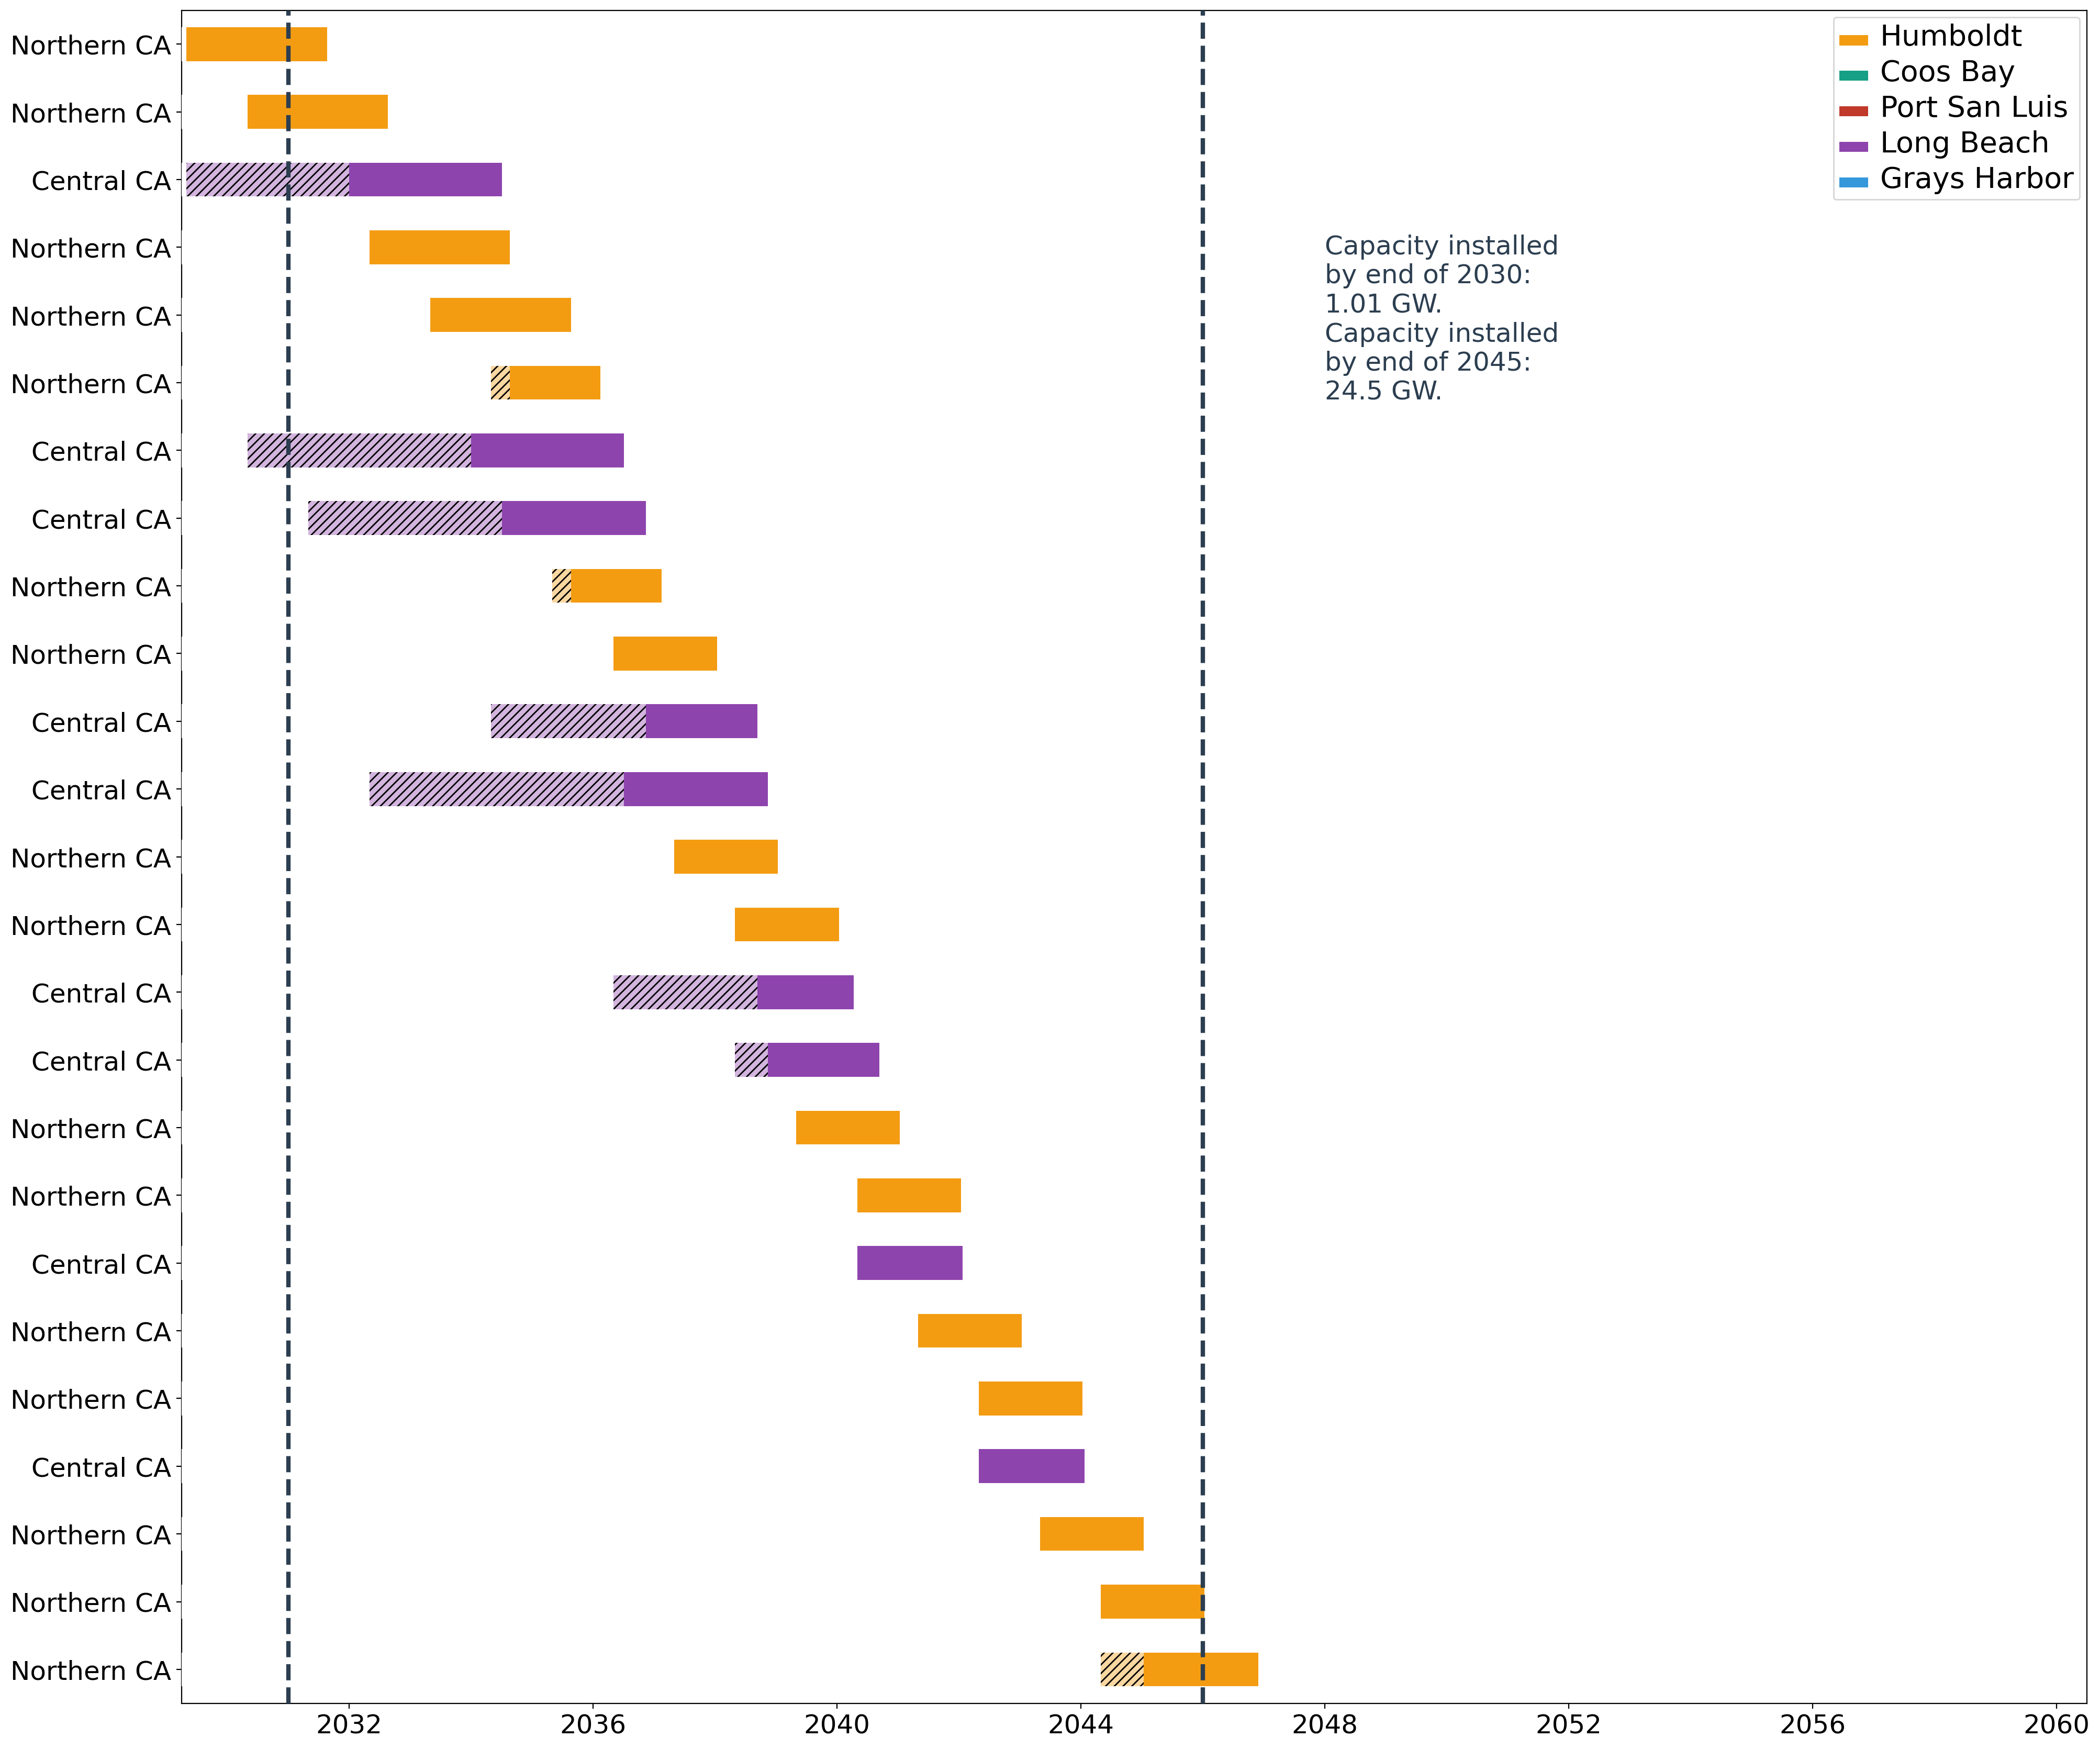 Northern CA
Northern CA
Central CA
Northern CA
Northern CA
Northern CA
Central CA
Central CA
Northern CA
Northern CA
Central CA
Central CA
Northern CA
Northern CA
Central CA
Central CA
Northern CA
Northern CA
Central CA
Northern CA
Northern CA
Central CA
Northern CA
Northern CA
Northern CA
Humboldt
Coos Bay
Port San Luis
Long Beach
Grays Harbor
Capacity installed
by end of 2030:
1.01 GW.
Capacity installed
by end of 2045:
24.5 GW.
2032 2036 2040 2044 2048 2052 2056 2060